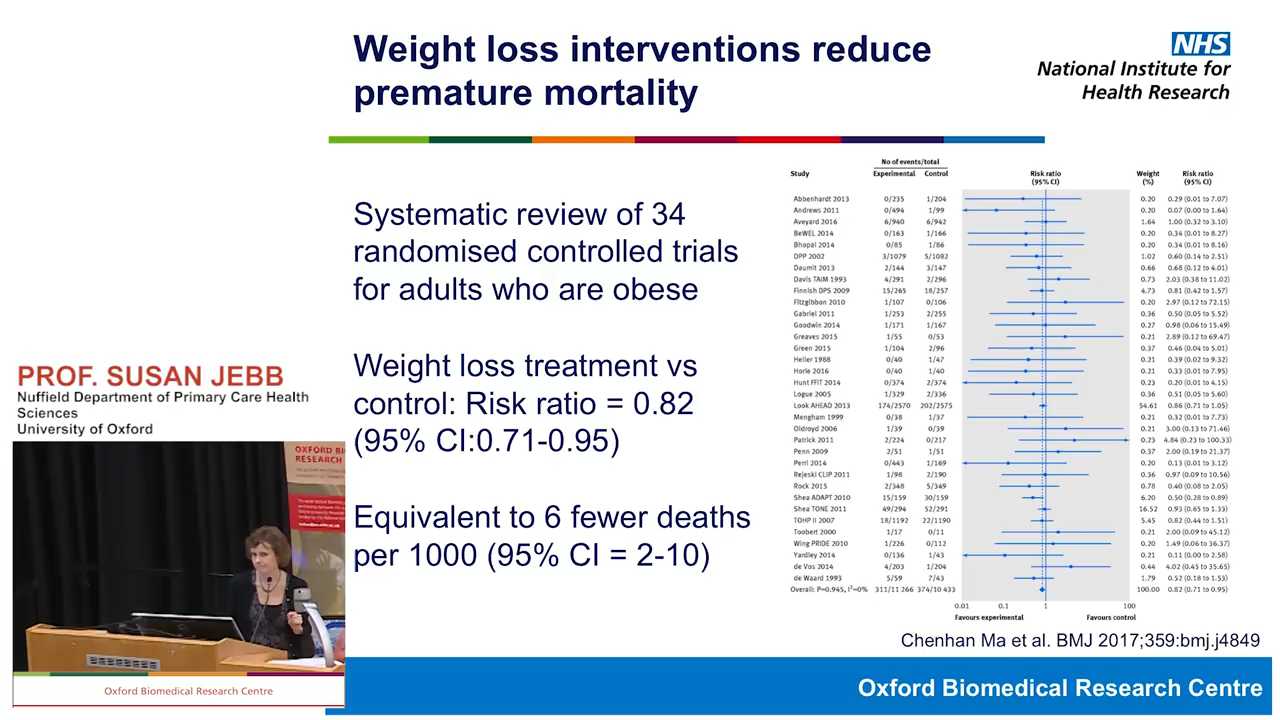 Weight loss interventions reduce
premature mortality
NHS
National Institute for
Health Research
Systematic review of 34
randomised controlled trials
for adults who are obese
Weight loss treatment vs
control: Risk ratio = 0.82
(95% CI:0.71-0.95)
Equivalent to 6 fewer deaths
per 1000 (95% CI = 2-10)
PROF. SUSAN JEBB
Nuffield Department of Primary Care Health
Sciences
University of Oxford
OXFORD BI
RESEARCH
Oxford Biomedical Research Centre
No of events/total
Study Experimental Control Risk ratio (95% CI) Weight (%) Risk ratio (95% CI)
Abbenhardt 2013 0/235 1/204 0.20 0.29 (0.01 to 7.07)
Andrews 2011 0/494 1/99 0.20 0.07 (0.00 to 1.64)
Aveyard 2016 6/940 6/942 1.64 1.00 (0.32 to 3.10)
BeWEL 2014 0/163 1/166 0.20 0.34 (0.01 to 8.27)
Bhopal 2014 0/85 1/86 0.20 0.34 (0.01 to 8.16)
DPP 2002 3/1079 5/1082 1.02 0.60 (0.14 to 2.51)
Daumit 2013 2/144 3/147 0.66 0.68 (0.12 to 4.01)
Davis TAIM 1993 4/291 2/296 0.73 2.03 (0.38 to 11.02)
Finnish DPS 2009 15/265 18/257 4.73 0.81 (0.42 to 1.57)
Fitzgibbon 2010 1/107 0/106 0.20 2.97 (0.12 to 72.15)
Gabriel 2011 1/253 2/255 0.36 0.50 (0.05 to 5.52)
Goodwin 2014 1/171 1/167 0.27 0.98 (0.06 to 15.49)
Greaves 2015 1/55 0/53 0.21 2.89 (0.12 to 69.47)
Green 2015 1/104 2/96 0.37 0.46 (0.04 to 5.01)
Heller 1988 0/40 1/47 0.21 0.39 (0.02 to 9.32)
Horie 2016 0/40 1/40 0.21 0.33 (0.01 to 7.95)
Hunt FFIT 2014 0/374 2/374 0.23 0.20 (0.01 to 4.15)
Logue 2005 1/329 2/336 0.36 0.51 (0.05 to 5.60)
Look AHEAD 2013 174/2570 202/2575 54.61 0.86 (0.71 to 1.05)
Mengham 1999 0/38 1/37 0.21 0.32 (0.01 to 7.73)
Oldroyd 2006 1/39 0/39 0.21 3.00 (0.13 to 71.46)
Patrick 2011 2/224 0/217 0.23 4.84 (0.23 to 100.33)
Penn 2009 2/51 1/51 0.37 2.00 (0.19 to 21.37)
Perri 2014 0/443 1/169 0.20 0.13 (0.01 to 3.12)
Rejeski CLIP 2011 1/98 2/190 0.36 0.97 (0.09 to 10.56)
Rock 2015 2/348 5/349 0.78 0.40 (0.08 to 2.05)
Shea ADAPT 2010 15/159 30/159 6.20 0.50 (0.28 to 0.89)
Shea TONE 2011 49/294 52/291 16.52 0.93 (0.65 to 1.33)
TOHP II 2007 18/1192 22/1190 5.45 0.82 (0.44 to 1.51)
Toobert 2000 1/17 0/11 0.21 2.00 (0.09 to 45.12)
Wing PRIDE 2010 1/226 0/112 0.20 1.49 (0.06 to 36.37)
Yardley 2014 0/136 1/43 0.21 0.11 (0.00 to 2.58)
de Vos 2014 4/203 1/204 0.44 4.02 (0.45 to 35.65)
de Waard 1993 5/59 7/43 1.79 0.52 (0.18 to 1.53)
Overall: P=0.945, I²=0% 311/11 266 374/10 433 100.00 0.82 (0.71 to 0.95)
0.01 0.1 1 100
Favours experimental Favours control
Chenhan Ma et al. BMJ 2017;359:bmj.j4849
Oxford Biomedical Research Centre